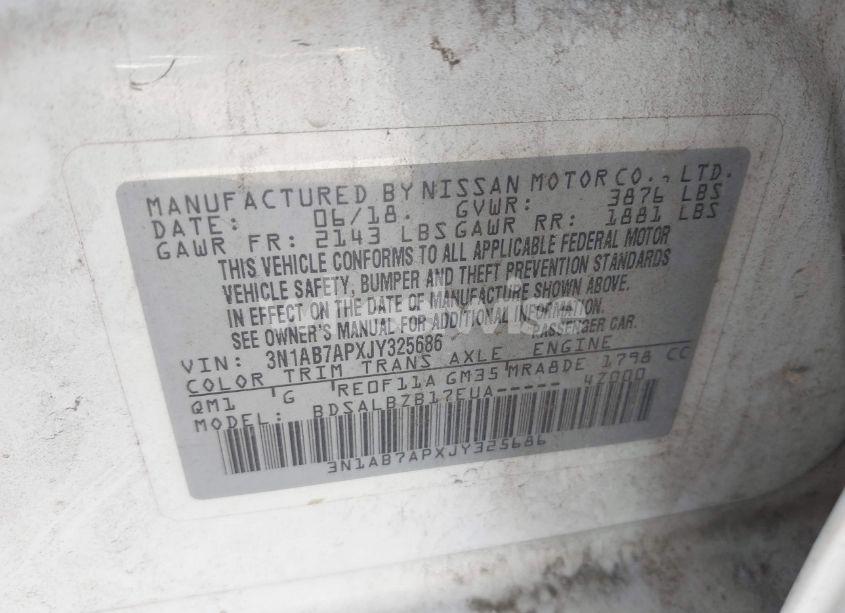 MANUFACTURED BY NISSAN MOTOR CO., LTD.
DATE: 06/18. GVWR: 3876 LBS
GAWR FR: 2143 LBS GAWR RR: 1881 LBS
THIS VEHICLE CONFORMS TO ALL APPLICABLE FEDERAL MOTOR
VEHICLE SAFETY, BUMPER AND THEFT PREVENTION STANDARDS
IN EFFECT ON THE DATE OF MANUFACTURE SHOWN ABOVE.
SEE OWNER'S MANUAL FOR ADDITIONAL INFORMATION.
VIN: 3N1AB7APXJY325686 PASSENGER CAR.
COLOR TRIM TRANS AXLE ENGINE
QM1 G RE0F11A GM35 MRA8DE 1798 CC
MODEL: BDSALBZB17EUA----- 4Z000
3N1AB7APXJY325686